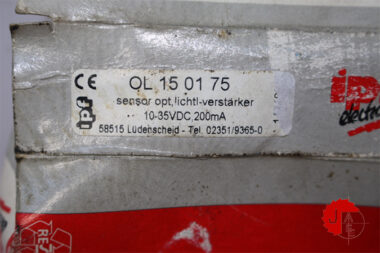 CE OL 15 01 75
sensor opt,lichtl-verstärker
10-35VDC,200mA
58515 Lüdenscheid - Tel. 02351/9365-0